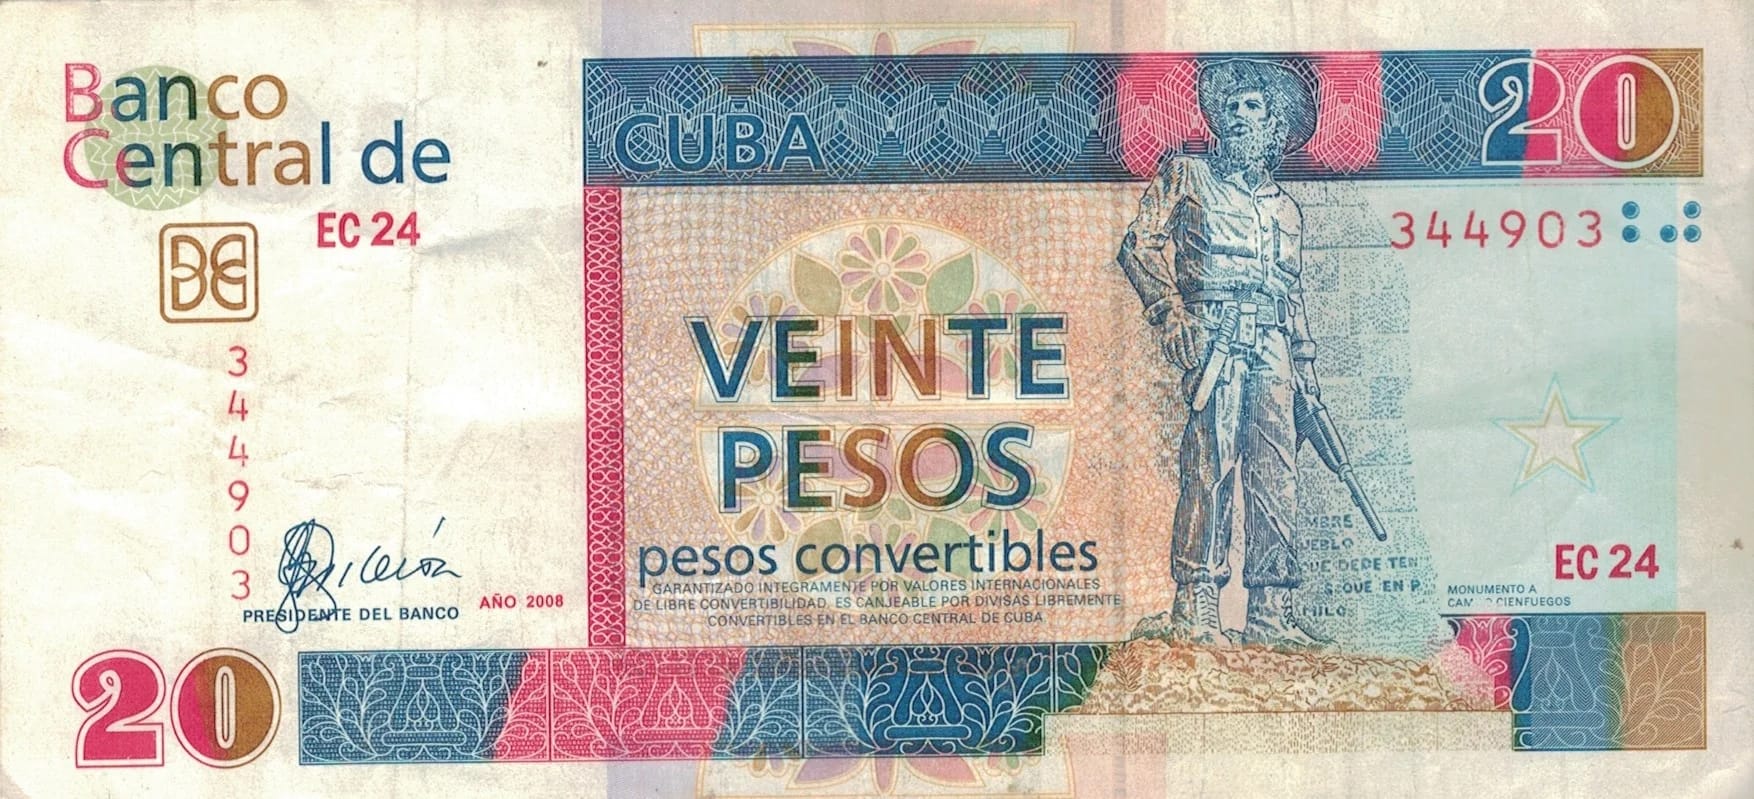 Banco
Central de
EC 24
3
4
4
9
0
3
PRESIDENTE DEL BANCO
AÑO 2008
20
CUBA
20
344903
VEINTE
PESOS
pesos convertibles
GARANTIZADO INTEGRAMENTE POR VALORES INTERNACIONALES
DE LIBRE CONVERTIBILIDAD, ES CANJEABLE POR DIVISAS LIBREMENTE
CONVERTIBLES EN EL BANCO CENTRAL DE CUBA
EC 24
MONUMENTO A
CIENFUEGOS